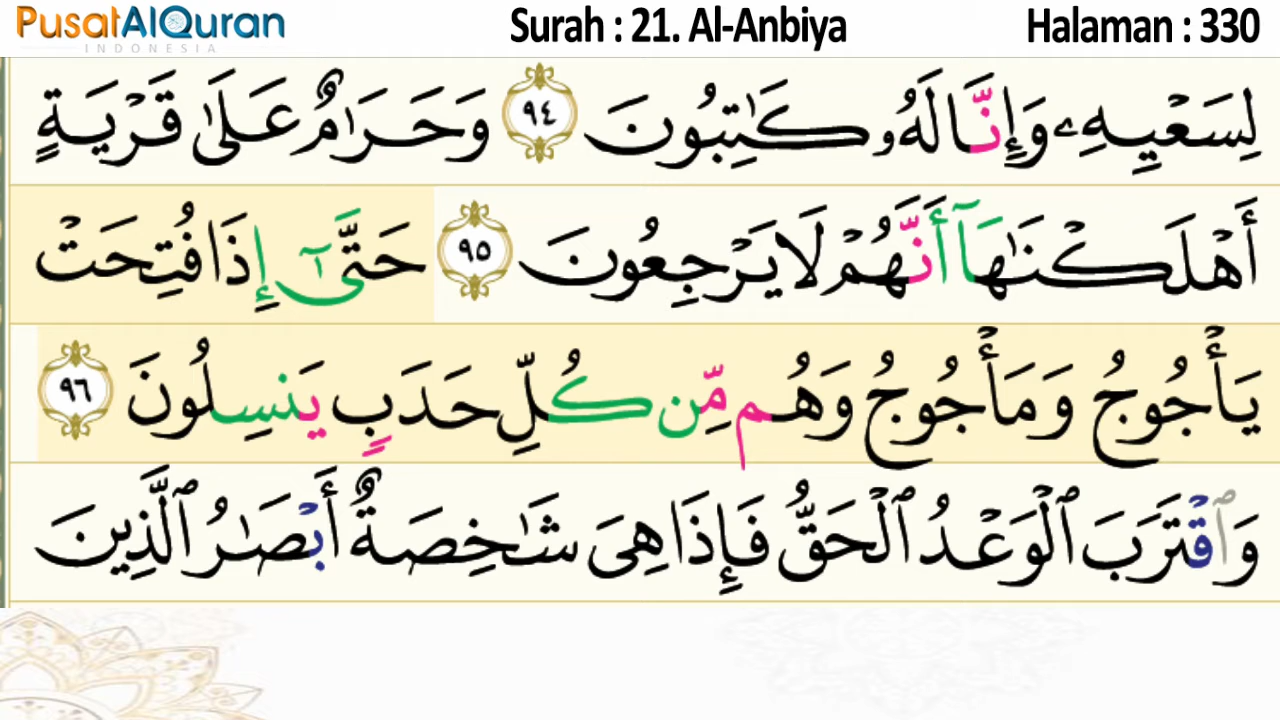 PusatAlQuran Surah : 21. Al-Anbiya Halaman : 330
INDONESIA
لِسَعْيِهِۦ وَإِنَّا لَهُۥ كَٰتِبُونَ ٩٤ وَحَرَٰمٌ عَلَىٰ قَرْيَةٍ
أَهْلَكْنَٰهَآ أَنَّهُمْ لَا يَرْجِعُونَ ٩٥ حَتَّىٰٓ إِذَا فُتِحَتْ
يَأْجُوجُ وَمَأْجُوجُ وَهُم مِّن كُلِّ حَدَبٍ يَنسِلُونَ ٩٦
وَٱقْتَرَبَ ٱلْوَعْدُ ٱلْحَقُّ فَإِذَا هِىَ شَٰخِصَةٌ أَبْصَٰرُ ٱلَّذِينَ